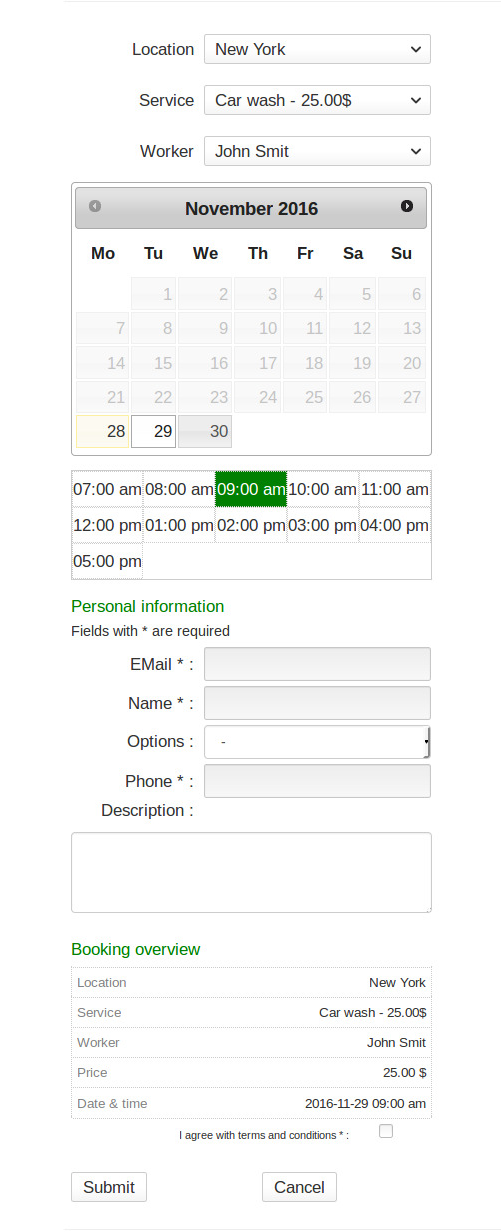 Location New York
Service Car wash - 25.00$
Worker John Smit
November 2016
Mo Tu We Th Fr Sa Su
1 2 3 4 5 6
7 8 9 10 11 12 13
14 15 16 17 18 19 20
21 22 23 24 25 26 27
28 29 30
07:00 am 08:00 am 09:00 am 10:00 am 11:00 am
12:00 pm 01:00 pm 02:00 pm 03:00 pm 04:00 pm
05:00 pm
Personal information
Fields with * are required
EMail * :
Name * :
Options : -
Phone * :
Description :
Booking overview
Location New York
Service Car wash - 25.00$
Worker John Smit
Price 25.00 $
Date & time 2016-11-29 09:00 am
I agree with terms and conditions * :
Submit Cancel